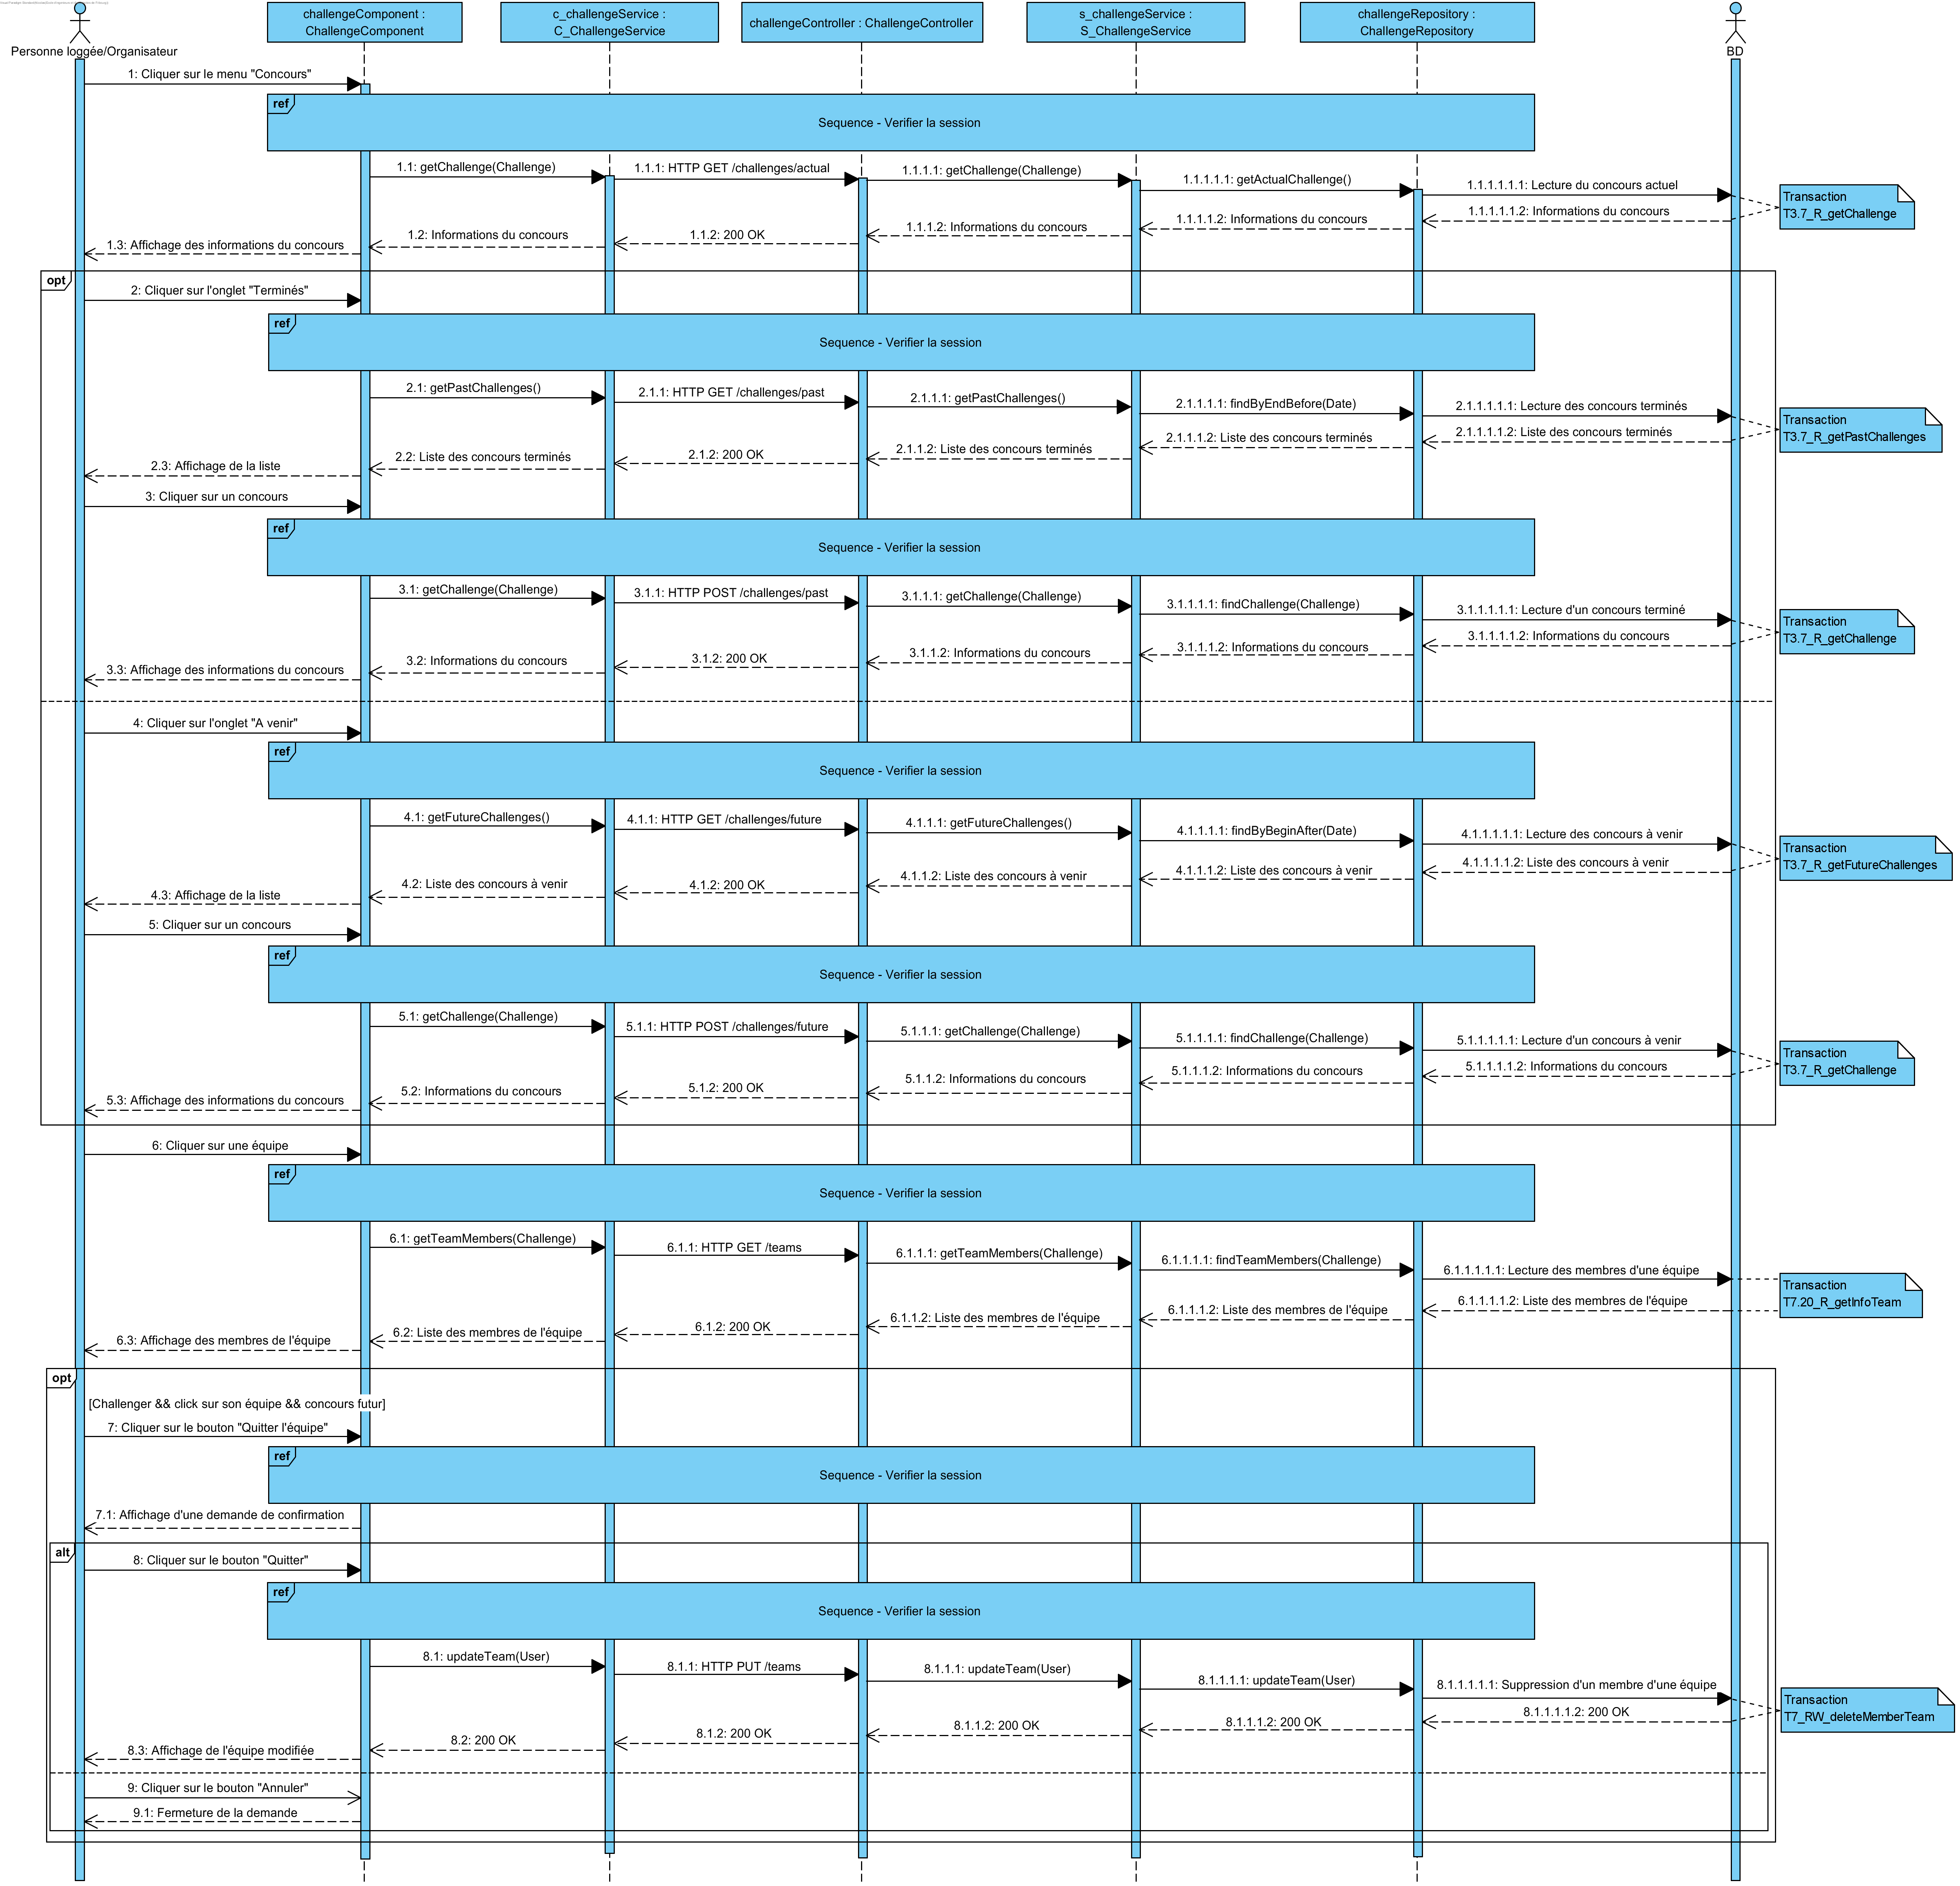 challengeComponent :
ChallengeComponent
c_challengeService :
C_ChallengeService
challengeController : ChallengeController
s_challengeService :
S_ChallengeService
challengeRepository :
ChallengeRepository
Personne loggée/Organisateur
BD
1: Cliquer sur le menu "Concours"
ref
Sequence - Verifier la session
1.1: getChallenge(Challenge)
1.1.1: HTTP GET /challenges/actual
1.1.1.1: getChallenge(Challenge)
1.1.1.1.1: getActualChallenge()
1.1.1.1.1.1: Lecture du concours actuel
Transaction
T3.7_R_getChallenge
1.1.1.1.1.2: Informations du concours
1.1.1.1.2: Informations du concours
1.1.1.2: Informations du concours
1.1.2: 200 OK
1.2: Informations du concours
1.3: Affichage des informations du concours
opt
2: Cliquer sur l'onglet "Terminés"
ref
Sequence - Verifier la session
2.1: getPastChallenges()
2.1.1: HTTP GET /challenges/past
2.1.1.1: getPastChallenges()
2.1.1.1.1: findByEndBefore(Date)
2.1.1.1.1.1: Lecture des concours terminés
Transaction
T3.7_R_getPastChallenges
2.1.1.1.1.2: Liste des concours terminés
2.1.1.1.2: Liste des concours terminés
2.1.1.2: Liste des concours terminés
2.1.2: 200 OK
2.2: Liste des concours terminés
2.3: Affichage de la liste
3: Cliquer sur un concours
ref
Sequence - Verifier la session
3.1: getChallenge(Challenge)
3.1.1: HTTP POST /challenges/past
3.1.1.1: getChallenge(Challenge)
3.1.1.1.1: findChallenge(Challenge)
3.1.1.1.1.1: Lecture d'un concours terminé
Transaction
T3.7_R_getChallenge
3.1.1.1.1.2: Informations du concours
3.1.1.1.2: Informations du concours
3.1.1.2: Informations du concours
3.1.2: 200 OK
3.2: Informations du concours
3.3: Affichage des informations du concours
4: Cliquer sur l'onglet "A venir"
ref
Sequence - Verifier la session
4.1: getFutureChallenges()
4.1.1: HTTP GET /challenges/future
4.1.1.1: getFutureChallenges()
4.1.1.1.1: findByBeginAfter(Date)
4.1.1.1.1.1: Lecture des concours à venir
Transaction
T3.7_R_getFutureChallenges
4.1.1.1.1.2: Liste des concours à venir
4.1.1.1.2: Liste des concours à venir
4.1.1.2: Liste des concours à venir
4.1.2: 200 OK
4.2: Liste des concours à venir
4.3: Affichage de la liste
5: Cliquer sur un concours
ref
Sequence - Verifier la session
5.1: getChallenge(Challenge)
5.1.1: HTTP POST /challenges/future
5.1.1.1: getChallenge(Challenge)
5.1.1.1.1: findChallenge(Challenge)
5.1.1.1.1.1: Lecture d'un concours à venir
Transaction
T3.7_R_getChallenge
5.1.1.1.1.2: Informations du concours
5.1.1.1.2: Informations du concours
5.1.1.2: Informations du concours
5.1.2: 200 OK
5.2: Informations du concours
5.3: Affichage des informations du concours
6: Cliquer sur une équipe
ref
Sequence - Verifier la session
6.1: getTeamMembers(Challenge)
6.1.1: HTTP GET /teams
6.1.1.1: getTeamMembers(Challenge)
6.1.1.1.1: findTeamMembers(Challenge)
6.1.1.1.1.1: Lecture des membres d'une équipe
Transaction
T7.20_R_getInfoTeam
6.1.1.1.1.2: Liste des membres de l'équipe
6.1.1.1.2: Liste des membres de l'équipe
6.1.1.2: Liste des membres de l'équipe
6.1.2: 200 OK
6.2: Liste des membres de l'équipe
6.3: Affichage des membres de l'équipe
opt
[Challenger && click sur son équipe && concours futur]
7: Cliquer sur le bouton "Quitter l'équipe"
ref
Sequence - Verifier la session
7.1: Affichage d'une demande de confirmation
alt
8: Cliquer sur le bouton "Quitter"
ref
Sequence - Verifier la session
8.1: updateTeam(User)
8.1.1: HTTP PUT /teams
8.1.1.1: updateTeam(User)
8.1.1.1.1: updateTeam(User)
8.1.1.1.1.1: Suppression d'un membre d'une équipe
Transaction
T7_RW_deleteMemberTeam
8.1.1.1.1.2: 200 OK
8.1.1.1.2: 200 OK
8.1.1.2: 200 OK
8.1.2: 200 OK
8.2: 200 OK
8.3: Affichage de l'équipe modifiée
9: Cliquer sur le bouton "Annuler"
9.1: Fermeture de la demande